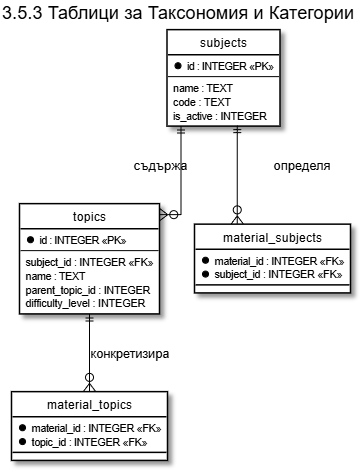 3.5.3 Таблици за Таксономия и Категории
subjects
id : INTEGER «PK»
name : TEXT
code : TEXT
is_active : INTEGER
съдържа
определя
topics
id : INTEGER «PK»
subject_id : INTEGER «FK»
name : TEXT
parent_topic_id : INTEGER
difficulty_level : INTEGER
material_subjects
material_id : INTEGER «FK»
subject_id : INTEGER «FK»
конкретизира
material_topics
material_id : INTEGER «FK»
topic_id : INTEGER «FK»